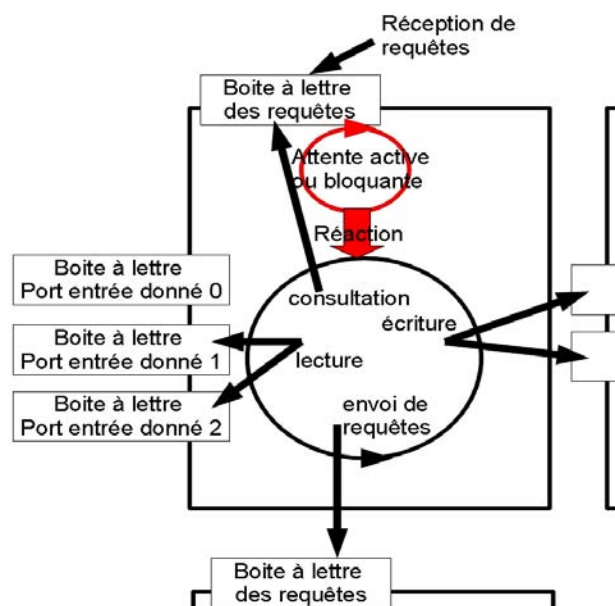 Réception de
requêtes
Boite à lettre
des requêtes
Attente active
ou bloquante
Réaction
Boite à lettre
Port entrée donné 0
consultation
écriture
Boite à lettre
Port entrée donné 1
lecture
Boite à lettre
Port entrée donné 2
envoi de
requêtes
Boite à lettre
des requêtes